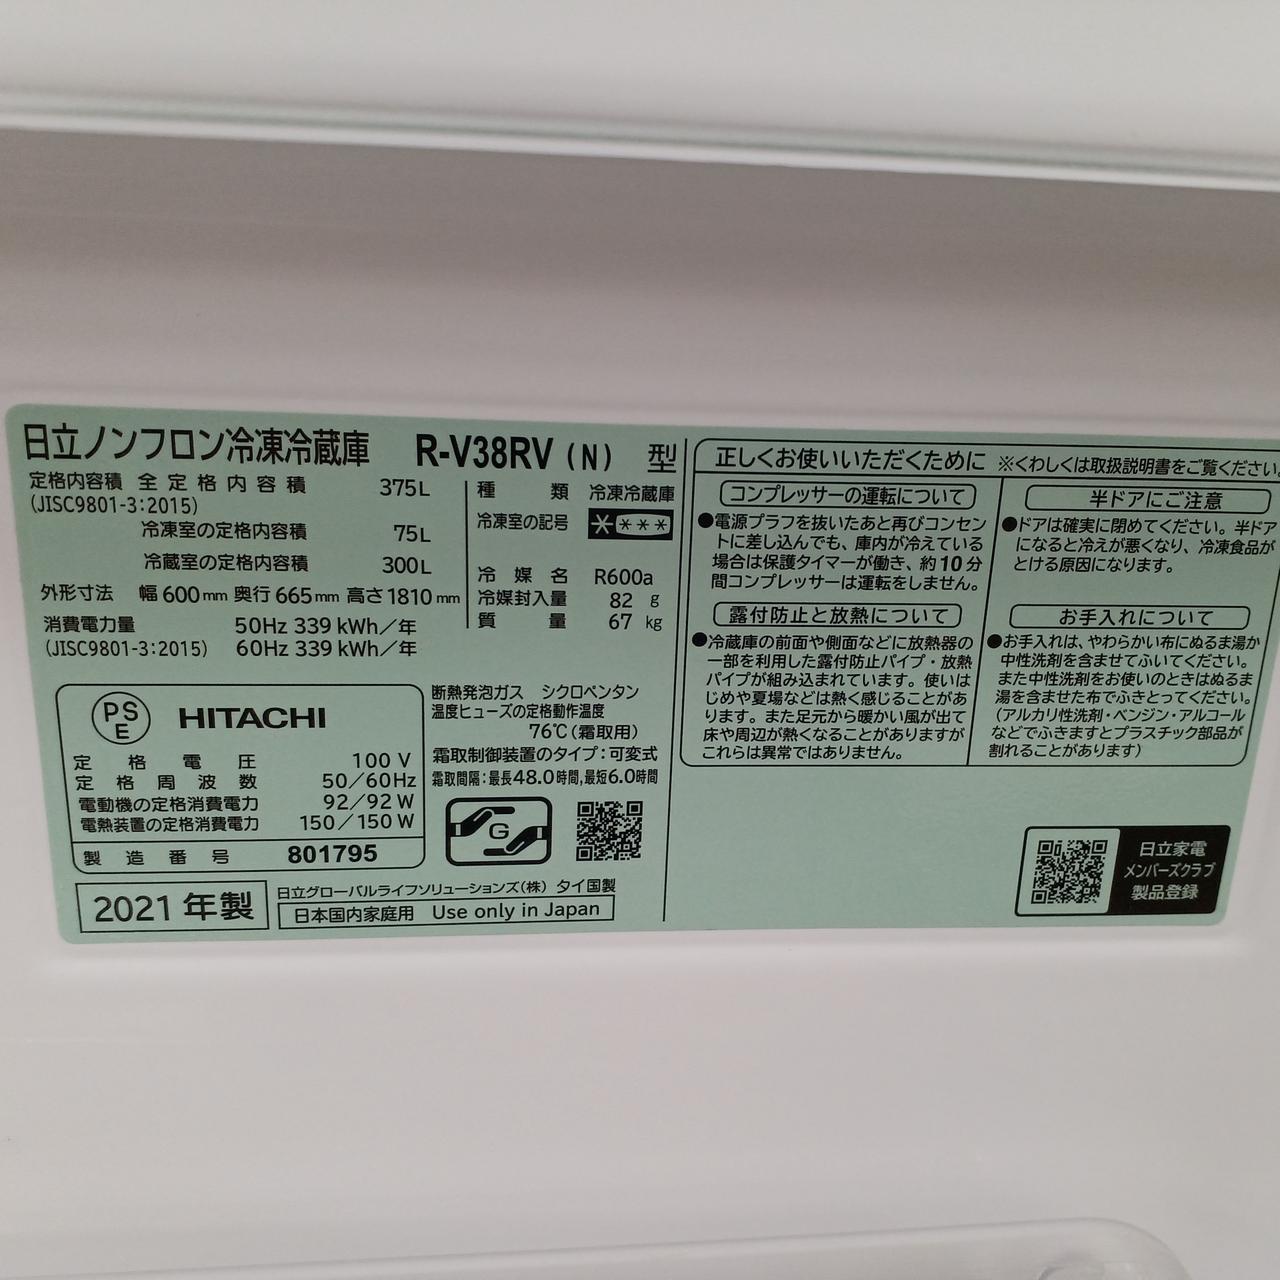 日立ノンフロン冷凍冷蔵庫 R-V38RV(N) 型
定格内容積 全定格内容積 375L
(JISC9801-3:2015)
冷凍室の定格内容積 75L
冷蔵室の定格内容積 300L
外形寸法 幅600mm 奥行665mm 高さ1810mm
消費電力量 50Hz 339 kWh/年
(JISC9801-3:2015) 60Hz 339 kWh/年
種類 冷凍冷蔵庫
冷凍室の記号 ****
冷媒名 R600a
冷媒封入量 82 g
質量 67 kg
PSE HITACHI
定格電圧 100 V
定格周波数 50/60Hz
電動機の定格消費電力 92/92 W
電熱装置の定格消費電力 150/150 W
製造番号 801795
断熱発泡ガス シクロペンタン
温度ヒューズの定格動作温度
76℃(霜取用)
霜取制御装置のタイプ:可変式
霜取間隔:最長48.0時間,最短6.0時間
G
2021 年製
日立グローバルライフソリューションズ(株) タイ国製
日本国内家庭用 Use only in Japan
正しくお使いいただくために ※くわしくは取扱説明書をご覧ください。
コンプレッサーの運転について
●電源プラフを抜いたあと再びコンセン
トに差し込んでも、庫内が冷えている
場合は保護タイマーが働き、約10分
間コンプレッサーは運転をしません。
露付防止と放熱について
●冷蔵庫の前面や側面などに放熱器の
一部を利用した露付防止パイプ・放熱
パイプが組み込まれています。使いは
じめや夏場などは熱く感じることがあ
ります。また足元から暖かい風が出て
床や周辺が熱くなることがありますが
これらは異常ではありません。
半ドアにご注意
●ドアは確実に閉めてください。半ドア
になると冷えが悪くなり、冷凍食品が
とける原因になります。
お手入れについて
●お手入れは、やわらかい布にぬるま湯か
中性洗剤を含ませてふいてください。
また中性洗剤をお使いのときはぬるま
湯を含ませた布でふきとってください。
(アルカリ性洗剤・ベンジン・アルコール
などでふきますとプラスチック部品が
割れることがあります)
日立家電
メンバーズクラブ
製品登録